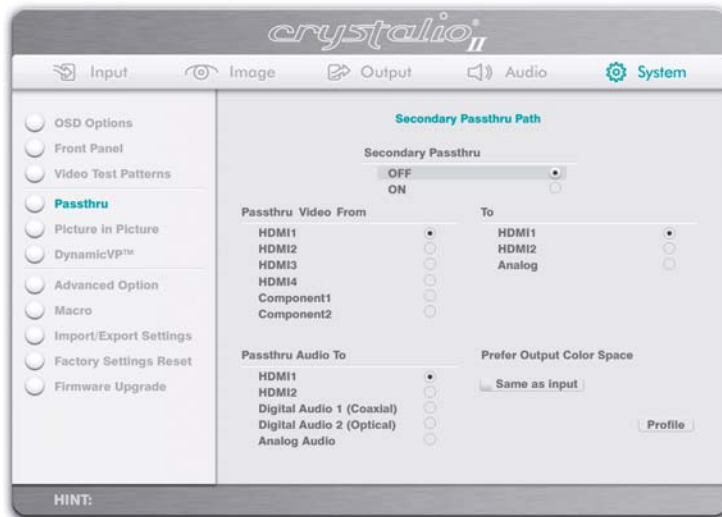 crystalio® II
Input Image Output Audio System
OSD Options
Front Panel
Video Test Patterns
Passthru
Picture in Picture
DynamicVP™
Advanced Option
Macro
Import/Export Settings
Factory Settings Reset
Firmware Upgrade
Secondary Passthru Path
Secondary Passthru
OFF
ON
Passthru Video From
HDMI1
HDMI2
HDMI3
HDMI4
Component1
Component2
To
HDMI1
HDMI2
Analog
Passthru Audio To
HDMI1
HDMI2
Digital Audio 1 (Coaxial)
Digital Audio 2 (Optical)
Analog Audio
Prefer Output Color Space
Same as input
Profile
HINT: